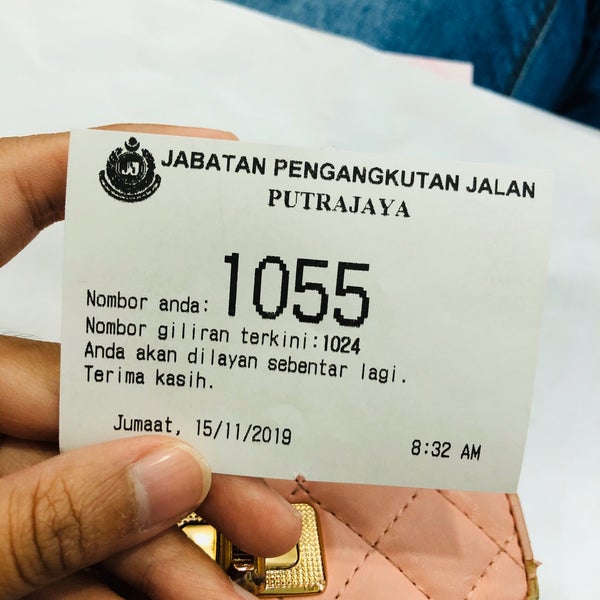 JABATAN PENGANGKUTAN JALAN
PUTRAJAYA
Nombor anda: 1055
Nombor giliran terkini:1024
Anda akan dilayan sebentar lagi.
Terima kasih.
Jumaat, 15/11/2019 8:32 AM